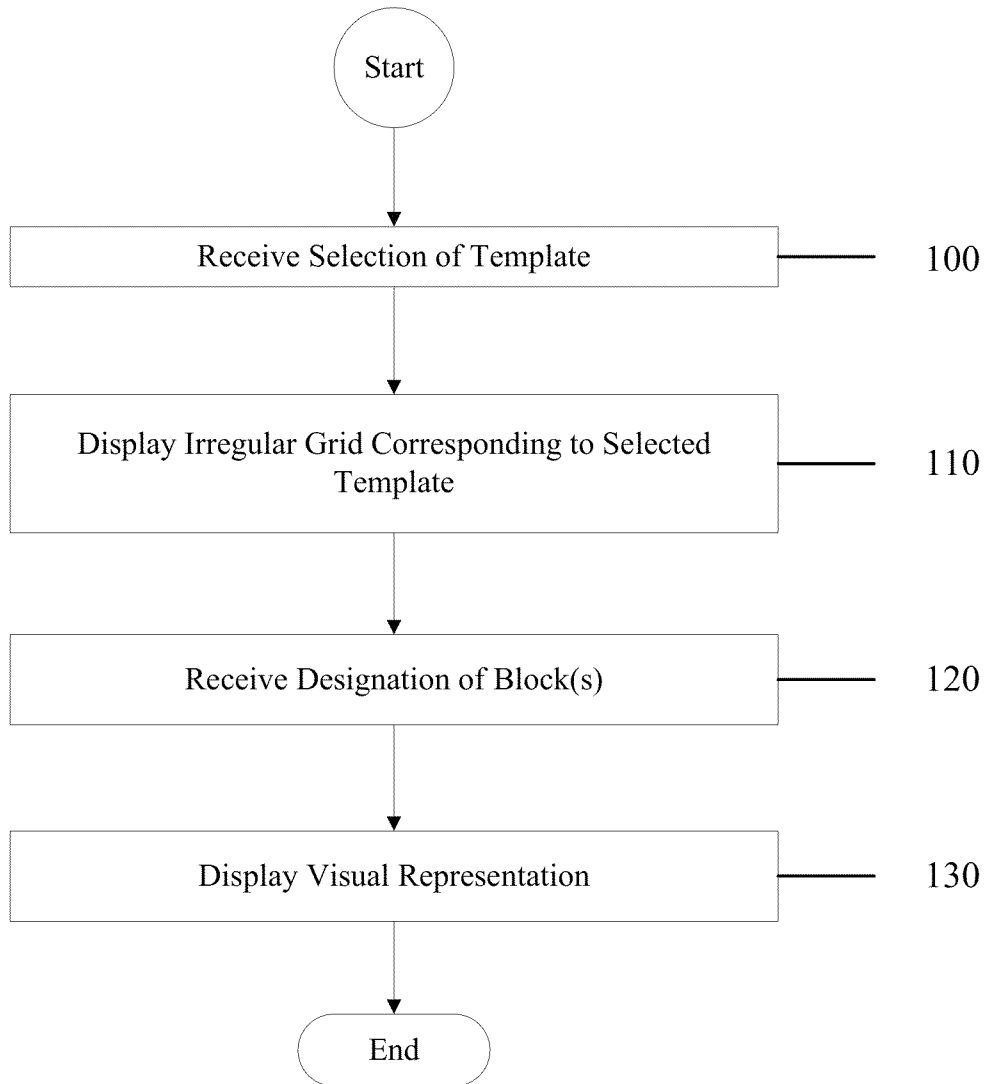 Start
Receive Selection of Template
100
Display Irregular Grid Corresponding to Selected
Template
110
Receive Designation of Block(s)
120
Display Visual Representation
130
End